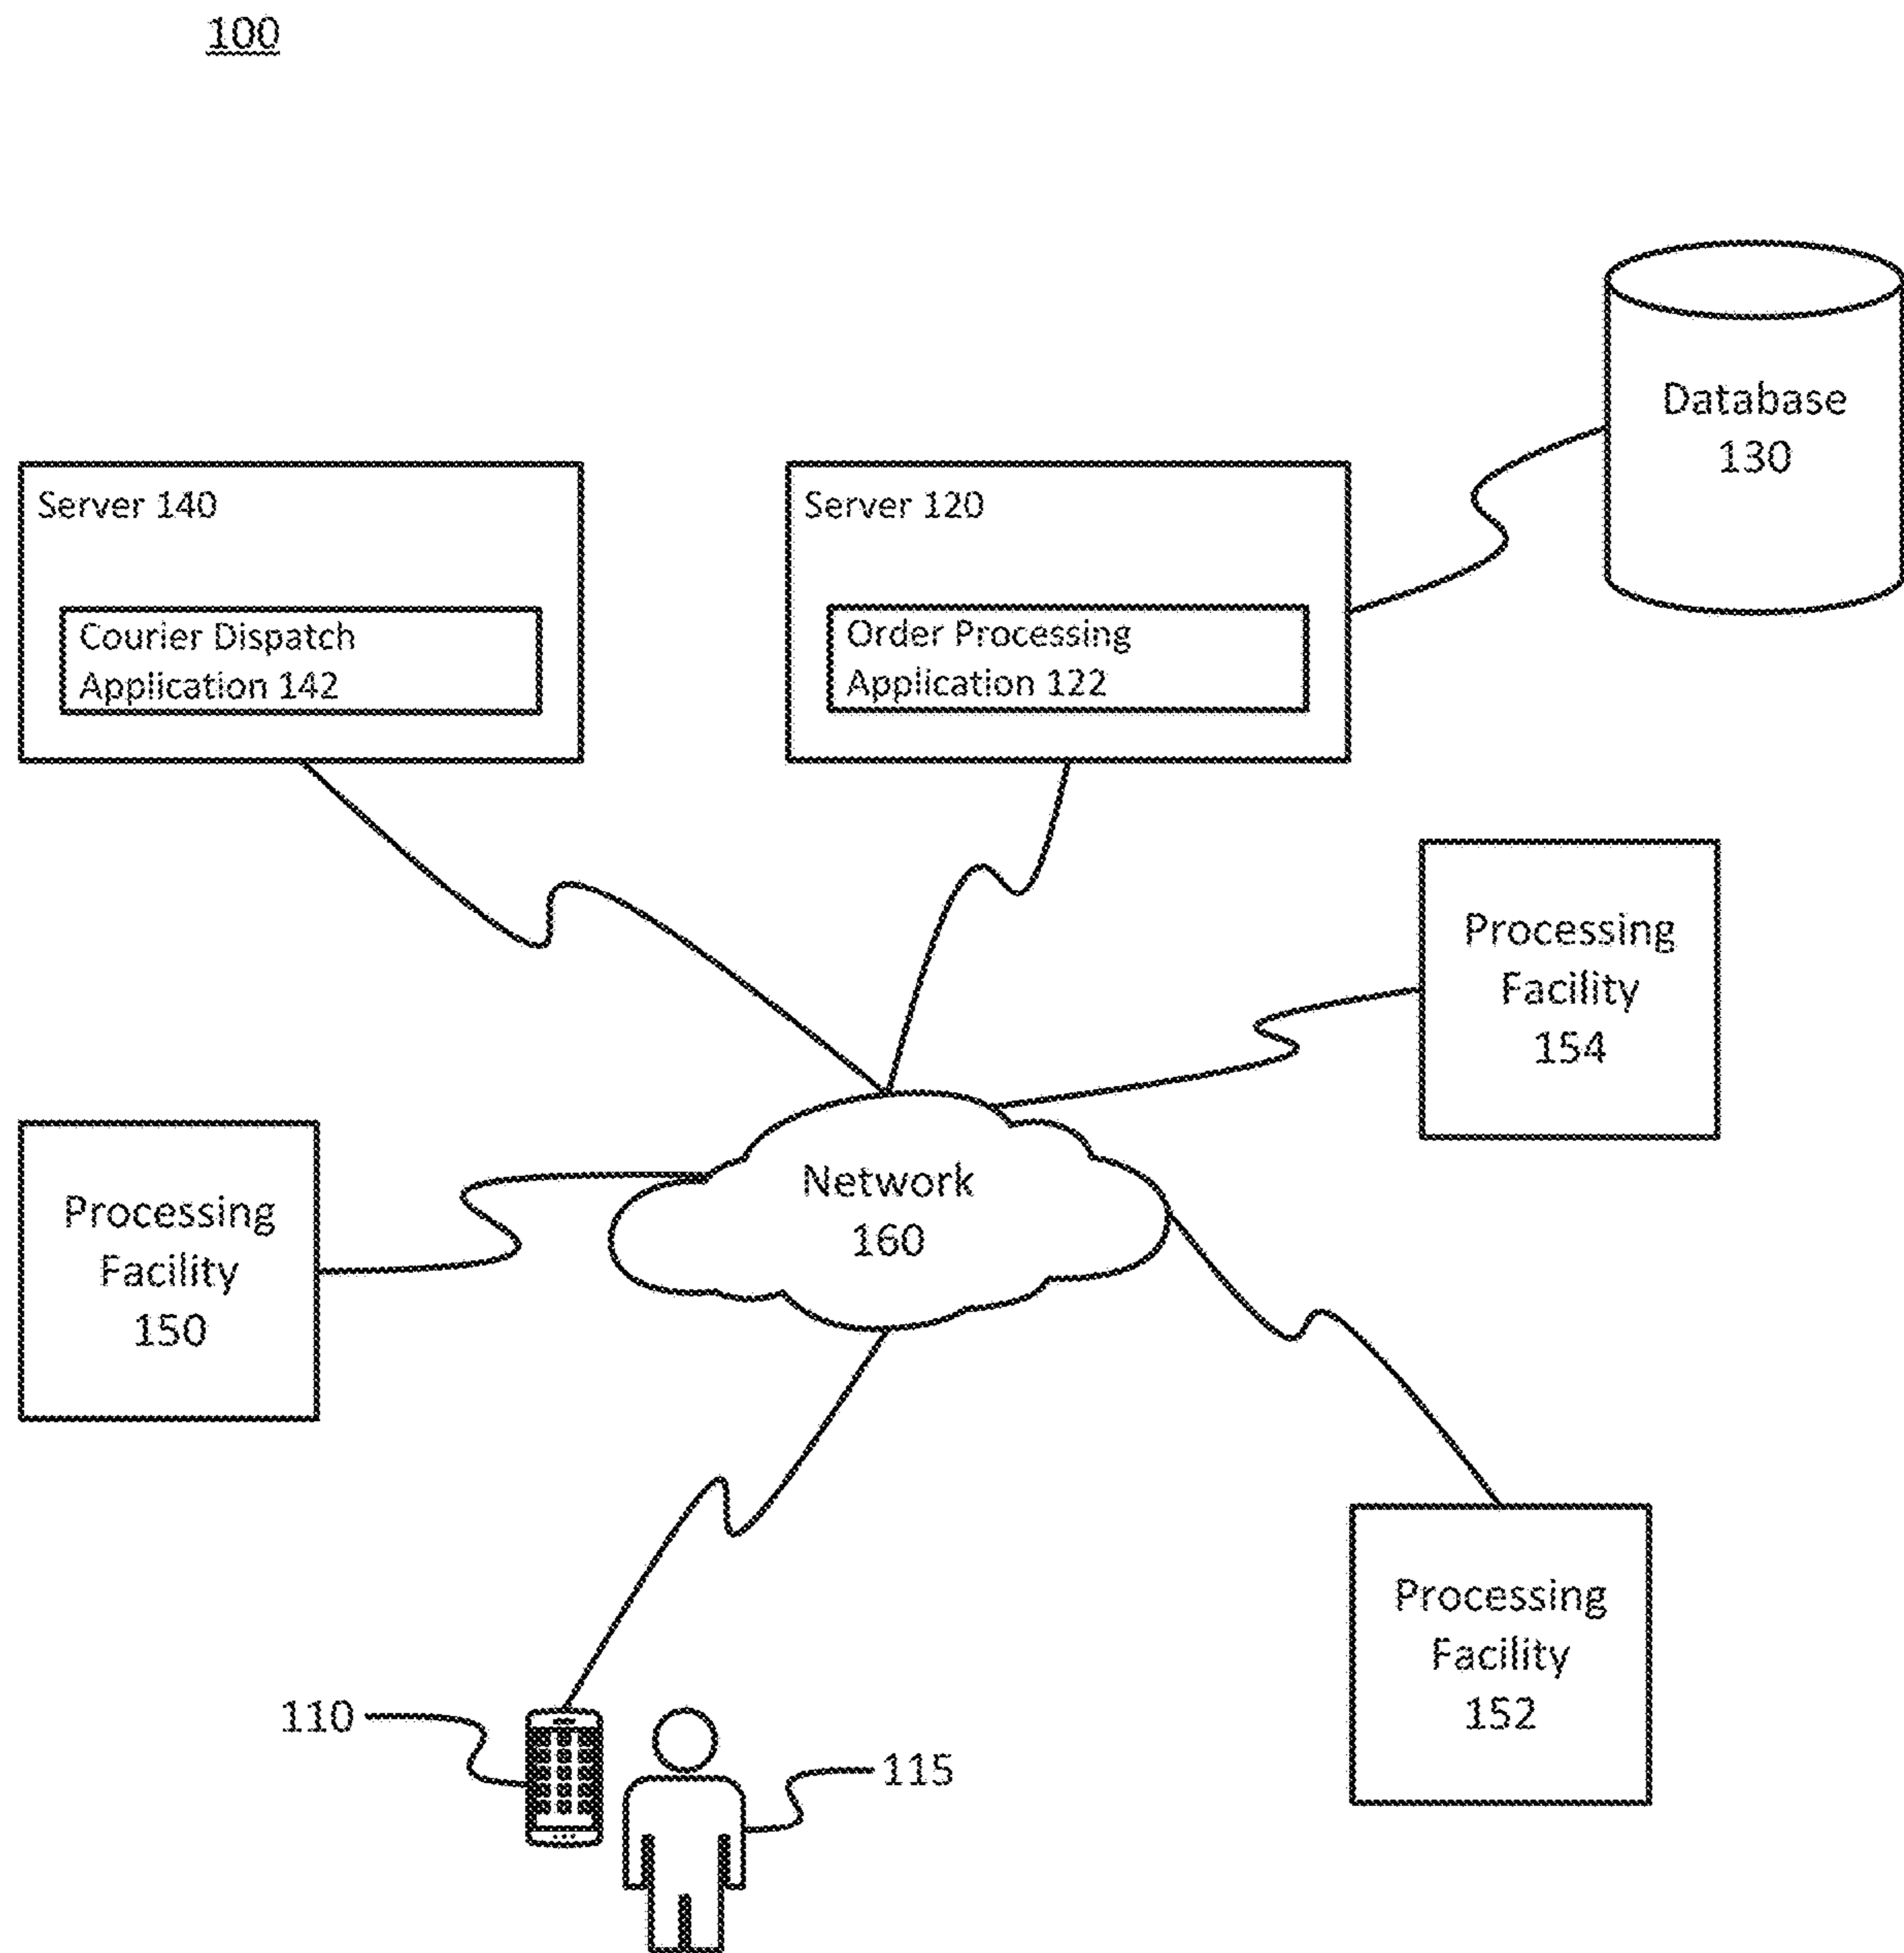 100
Database
130
Server 140
Courier Dispatch
Application 142
Server 120
Order Processing
Application 122
Processing
Facility
154
Network
160
Processing
Facility
150
Processing
Facility
152
110
115